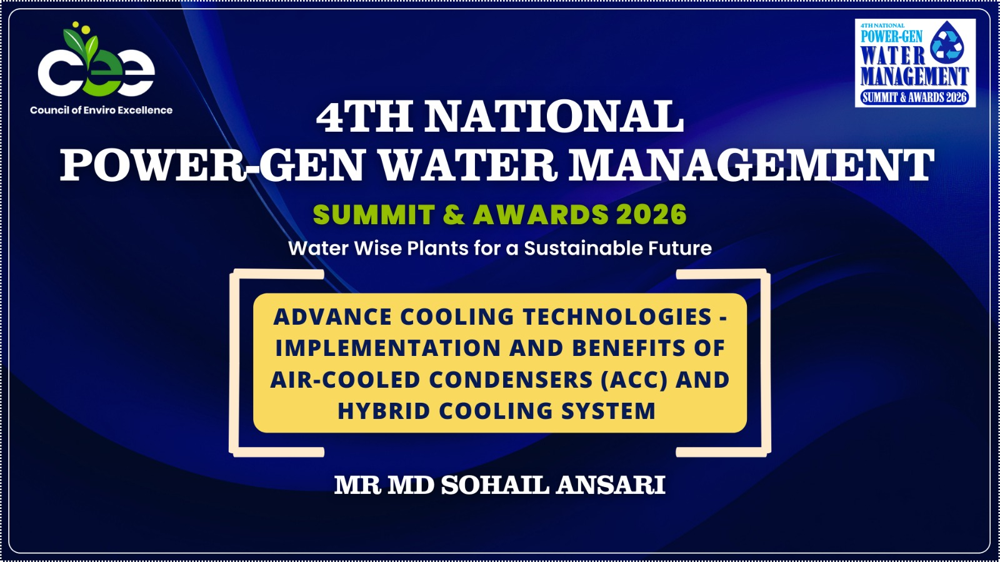 cee
Council of Enviro Excellence
4TH NATIONAL
POWER-GEN
WATER
MANAGEMENT
SUMMIT & AWARDS 2026
4TH NATIONAL
POWER-GEN WATER MANAGEMENT
SUMMIT & AWARDS 2026
Water Wise Plants for a Sustainable Future
ADVANCE COOLING TECHNOLOGIES -
IMPLEMENTATION AND BENEFITS OF
AIR-COOLED CONDENSERS (ACC) AND
HYBRID COOLING SYSTEM
MR MD SOHAIL ANSARI